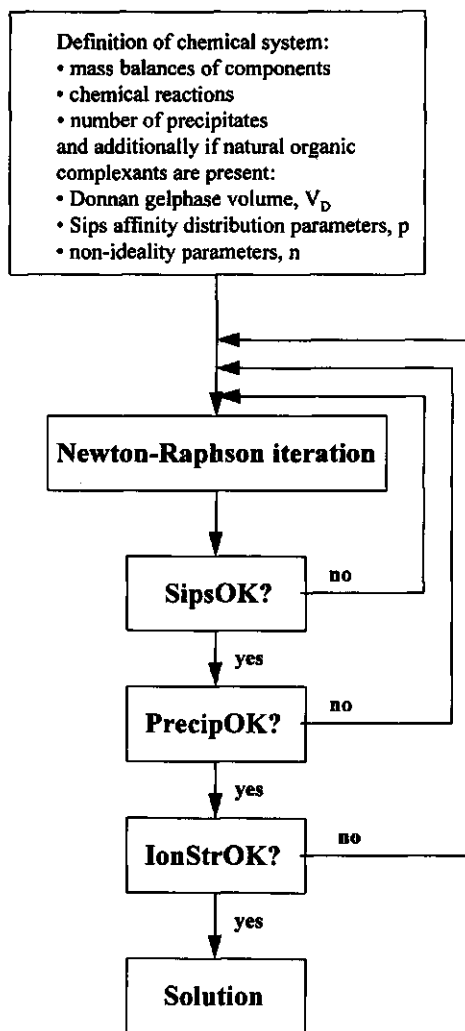 Definition of chemical system:
• mass balances of components
• chemical reactions
• number of precipitates
and additionally if natural organic
complexants are present:
• Donnan gelphase volume, V_D
• Sips affinity distribution parameters, p
• non-ideality parameters, n
Newton-Raphson iteration
SipsOK?
no
yes
PrecipOK?
no
yes
IonStrOK?
no
yes
Solution